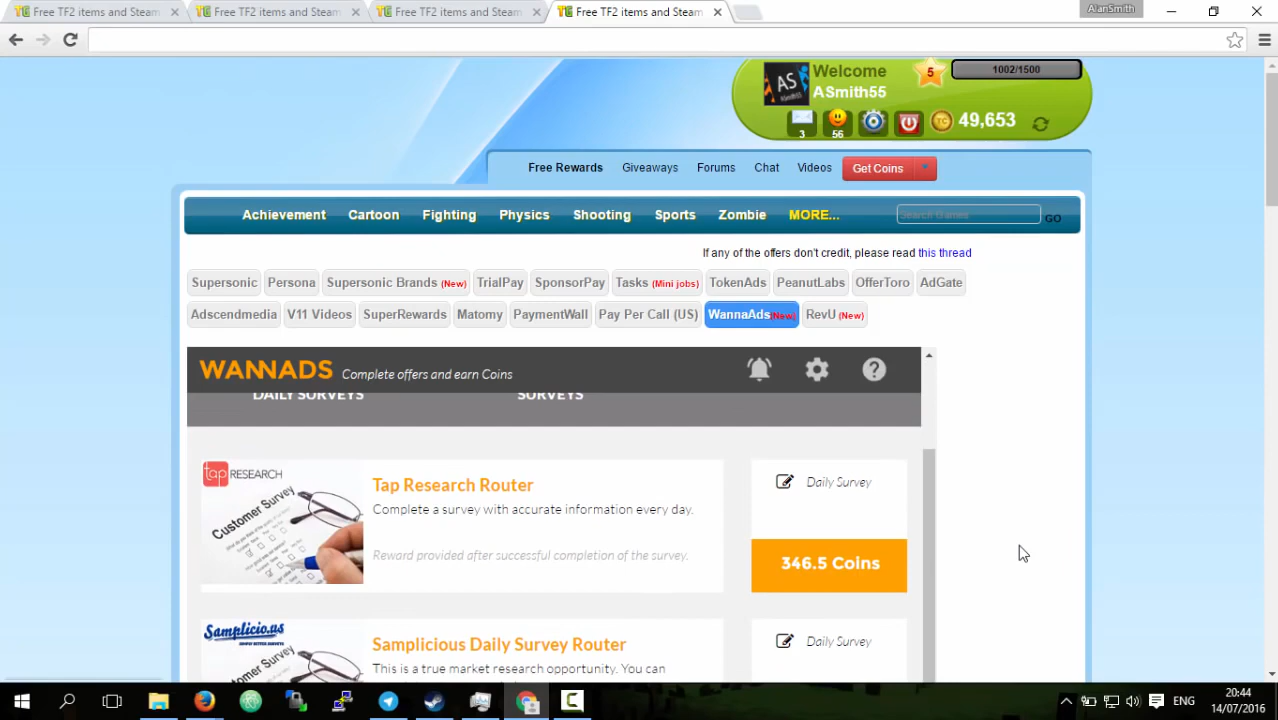 Free TF2 items and Steam
Free TF2 items and Steam
Free TF2 items and Steam
Free TF2 items and Steam
AlanSmith
Welcome
ASmith55
AS
5
1002/1500
3
56
TC
49,653
Free Rewards
Giveaways
Forums
Chat
Videos
Get Coins
Achievement
Cartoon
Fighting
Physics
Shooting
Sports
Zombie
MORE...
Search Games
GO
If any of the offers don't credit, please read this thread
Supersonic
Persona
Supersonic Brands (New)
TrialPay
SponsorPay
Tasks (Mini jobs)
TokenAds
PeanutLabs
OfferToro
AdGate
Adscendmedia
V11 Videos
SuperRewards
Matomy
PaymentWall
Pay Per Call (US)
WannaAds(New)
RevU (New)
WANNADS Complete offers and earn Coins
DAILY SURVEYS
SURVEYS
tap RESEARCH
Customer Survey
Tap Research Router
Complete a survey with accurate information every day.
Reward provided after successful completion of the survey.
Daily Survey
346.5 Coins
Samplicio.us
Samplicious Daily Survey Router
This is a true market research opportunity. You can
Daily Survey
ENG
20:44
14/07/2016